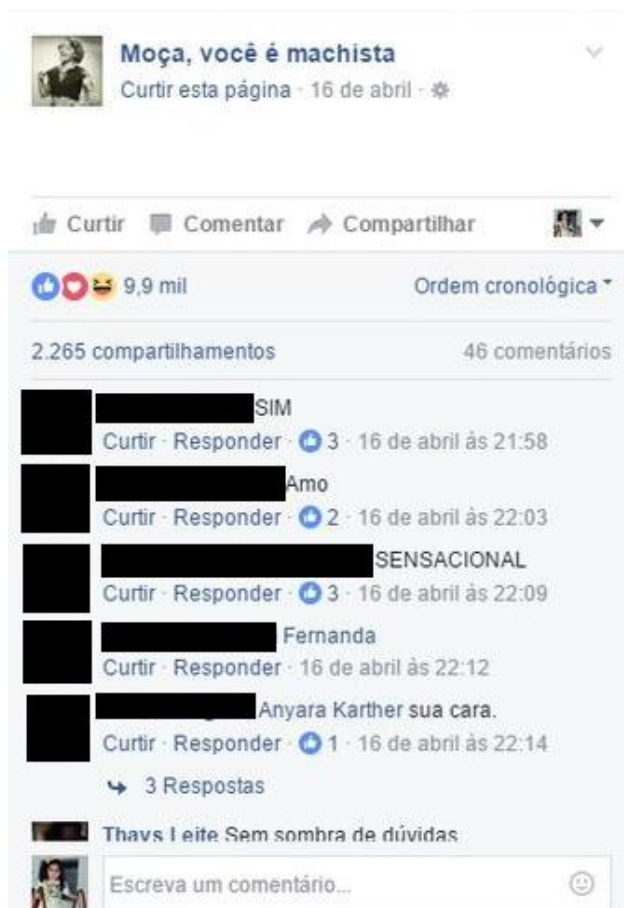 Moça, você é machista
Curtir esta página · 16 de abril ·
Curtir Comentar Compartilhar
9,9 mil Ordem cronológica
2.265 compartilhamentos 46 comentários
SIM
Curtir · Responder · 3 · 16 de abril às 21:58
Amo
Curtir · Responder · 2 · 16 de abril às 22:03
SENSACIONAL
Curtir · Responder · 3 · 16 de abril às 22:09
Fernanda
Curtir · Responder · 16 de abril às 22:12
Anyara Karther sua cara.
Curtir · Responder · 1 · 16 de abril às 22:14
3 Respostas
Thays Leite Sem sombra de dúvidas
Escreva um comentário...